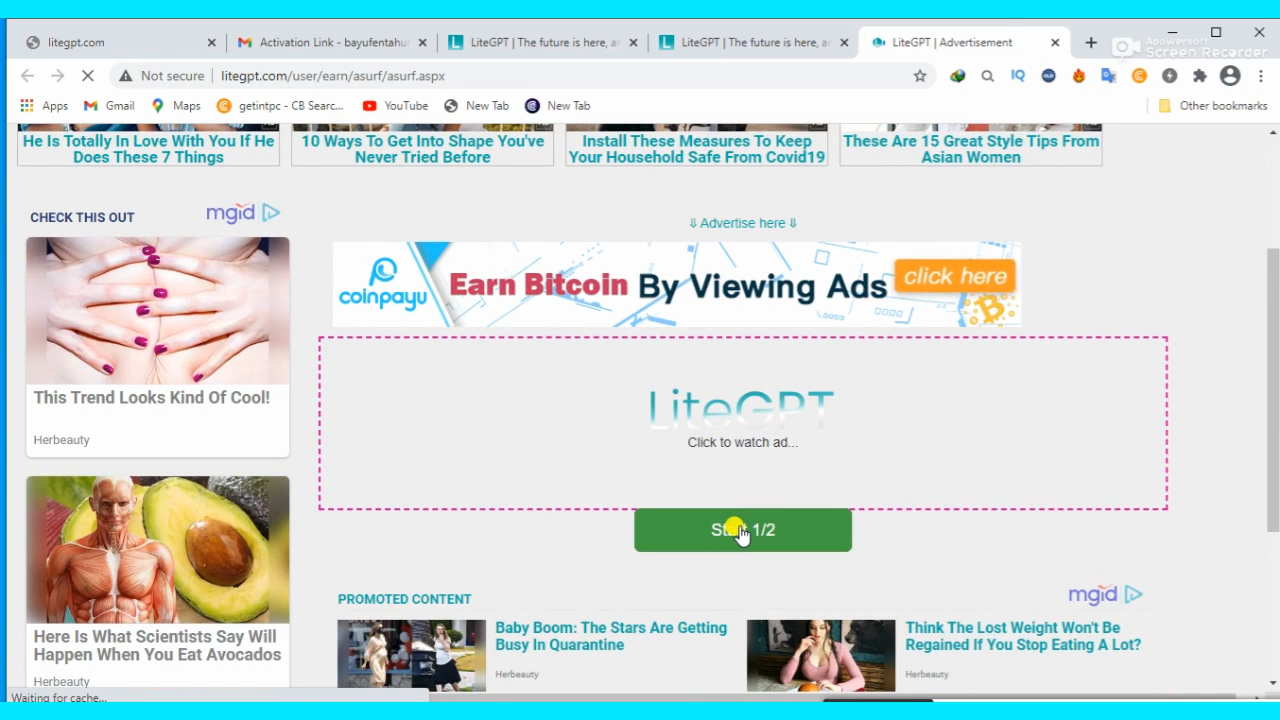 litegpt.com
Activation Link - bayufentahu
LiteGPT | The future is here, a
LiteGPT | The future is here, a
LiteGPT | Advertisement
Apowersoft
Screen Recorder
Not secure
litegpt.com/user/earn/asurf/asurf.aspx
IQ
Apps
Gmail
Maps
getintpc - CB Searc...
YouTube
New Tab
New Tab
Other bookmarks
He Is Totally In Love With You If He
Does These 7 Things
10 Ways To Get Into Shape You've
Never Tried Before
Install These Measures To Keep
Your Household Safe From Covid19
These Are 15 Great Style Tips From
Asian Women
CHECK THIS OUT
mgid
⇓ Advertise here ⇓
coinpayu
Earn Bitcoin By Viewing Ads
click here
LiteGPT
Click to watch ad...
This Trend Looks Kind Of Cool!
Herbeauty
1/2
Here Is What Scientists Say Will
Happen When You Eat Avocados
Herbeauty
PROMOTED CONTENT
mgid
Baby Boom: The Stars Are Getting
Busy In Quarantine
Herbeauty
Think The Lost Weight Won't Be
Regained If You Stop Eating A Lot?
Herbeauty
Waiting for cache...